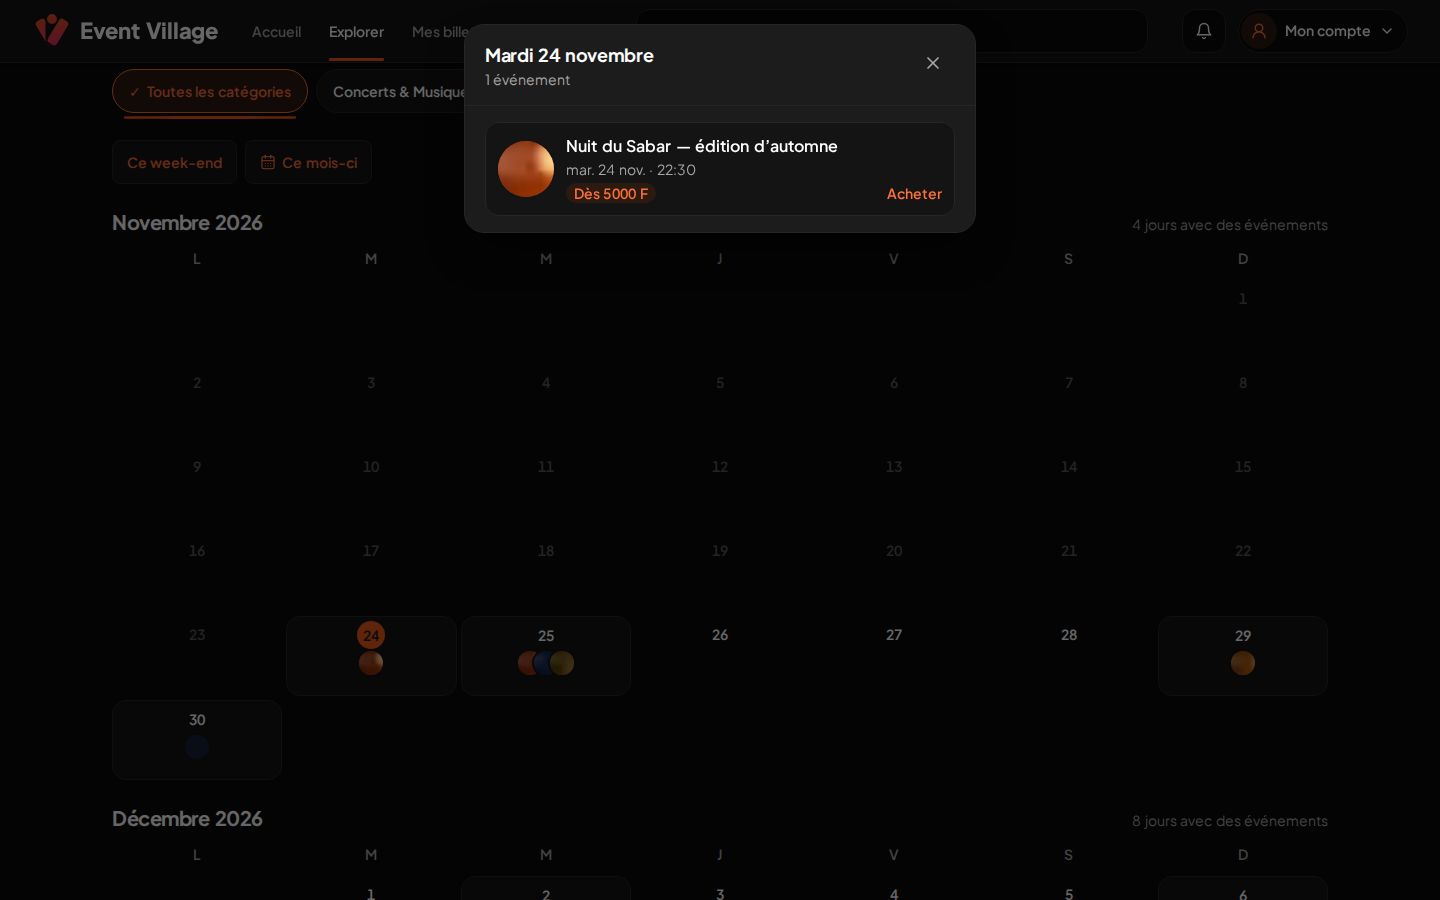 Event Village
Accueil
Explorer
Mes bille
Mon compte
Mardi 24 novembre
1 événement
✓ Toutes les catégories
Concerts & Musique
Nuit du Sabar — édition d’automne
mar. 24 nov. · 22:30
Dès 5000 F
Acheter
Ce week-end
Ce mois-ci
Novembre 2026
4 jours avec des événements
L M M J V S D
1
2 3 4 5 6 7 8
9 10 11 12 13 14 15
16 17 18 19 20 21 22
23 24 25 26 27 28 29
30
Décembre 2026
8 jours avec des événements
L M M J V S D
1 2 3 4 5 6